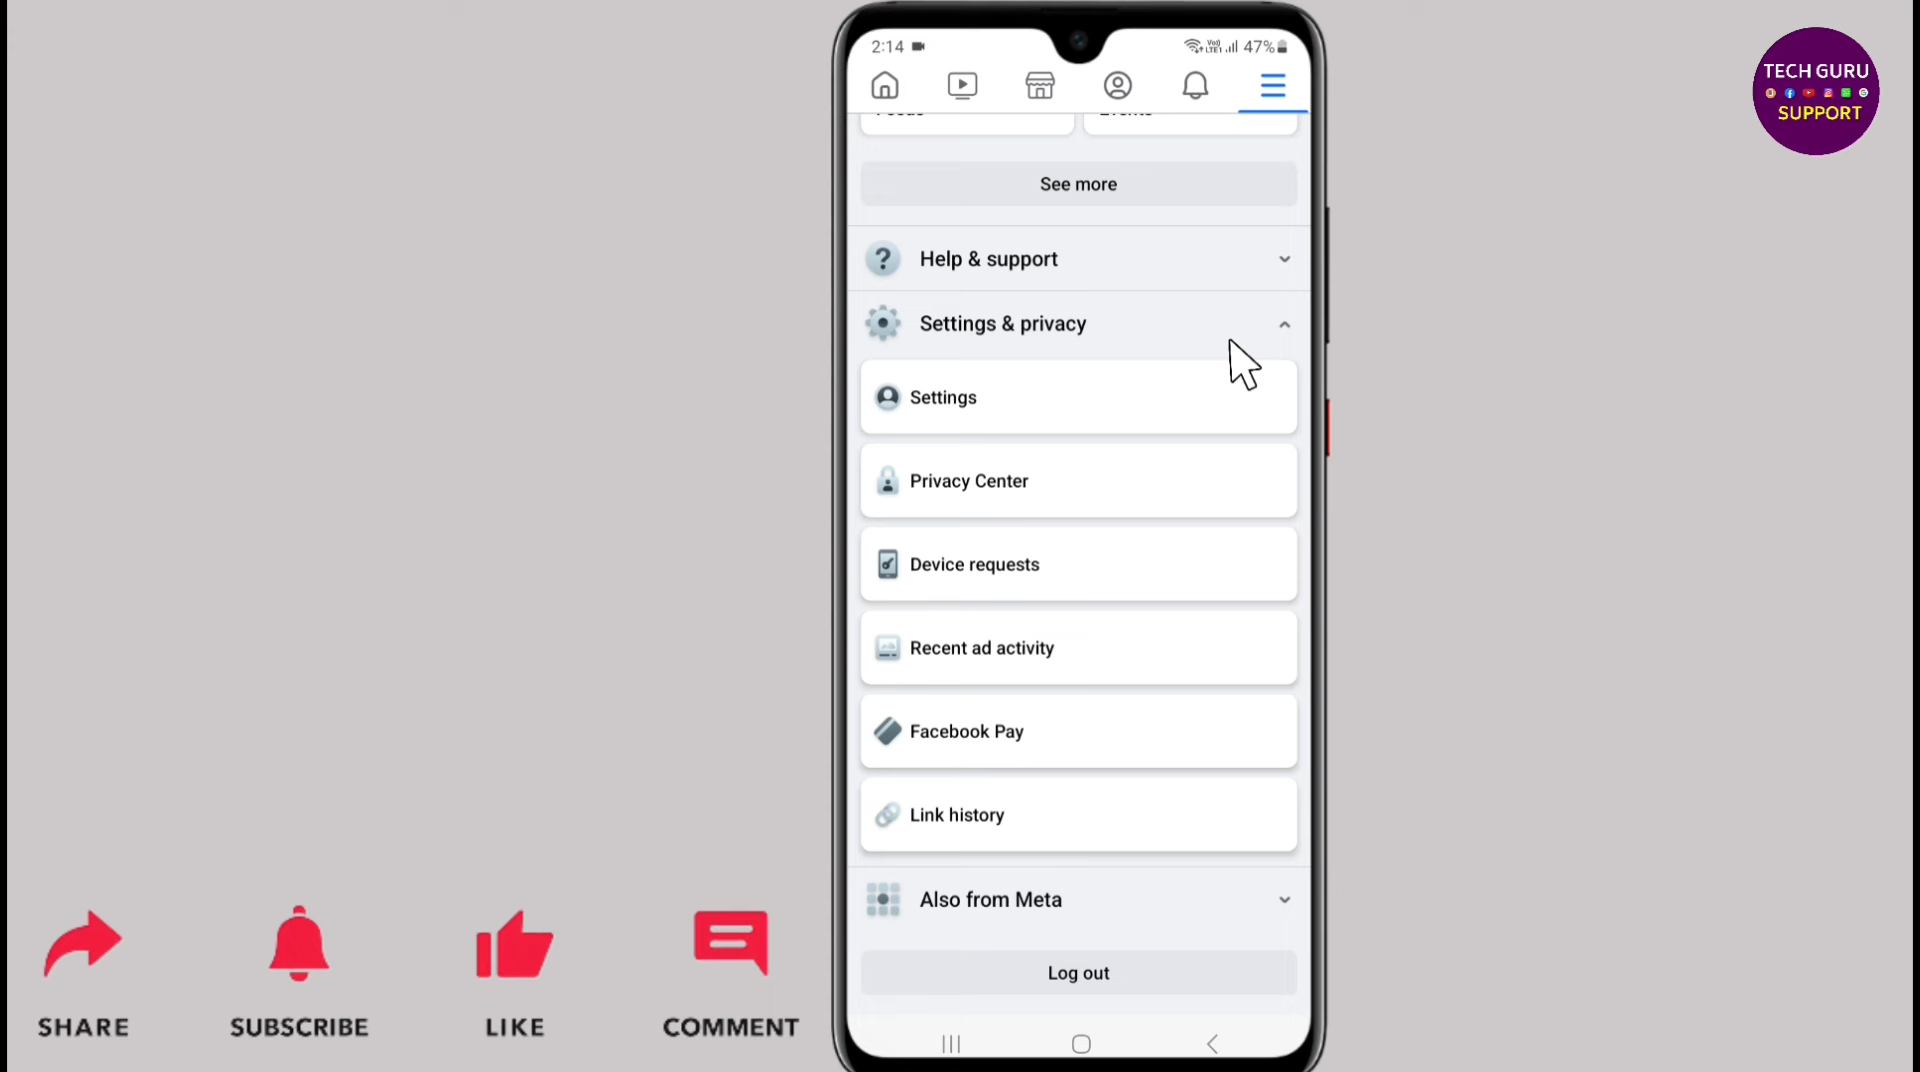 2:14
47%
See more
Help & support
Settings & privacy
Settings
Privacy Center
Device requests
Recent ad activity
Facebook Pay
Link history
Also from Meta
Log out
TECH GURU
SUPPORT
SHARE
SUBSCRIBE
LIKE
COMMENT